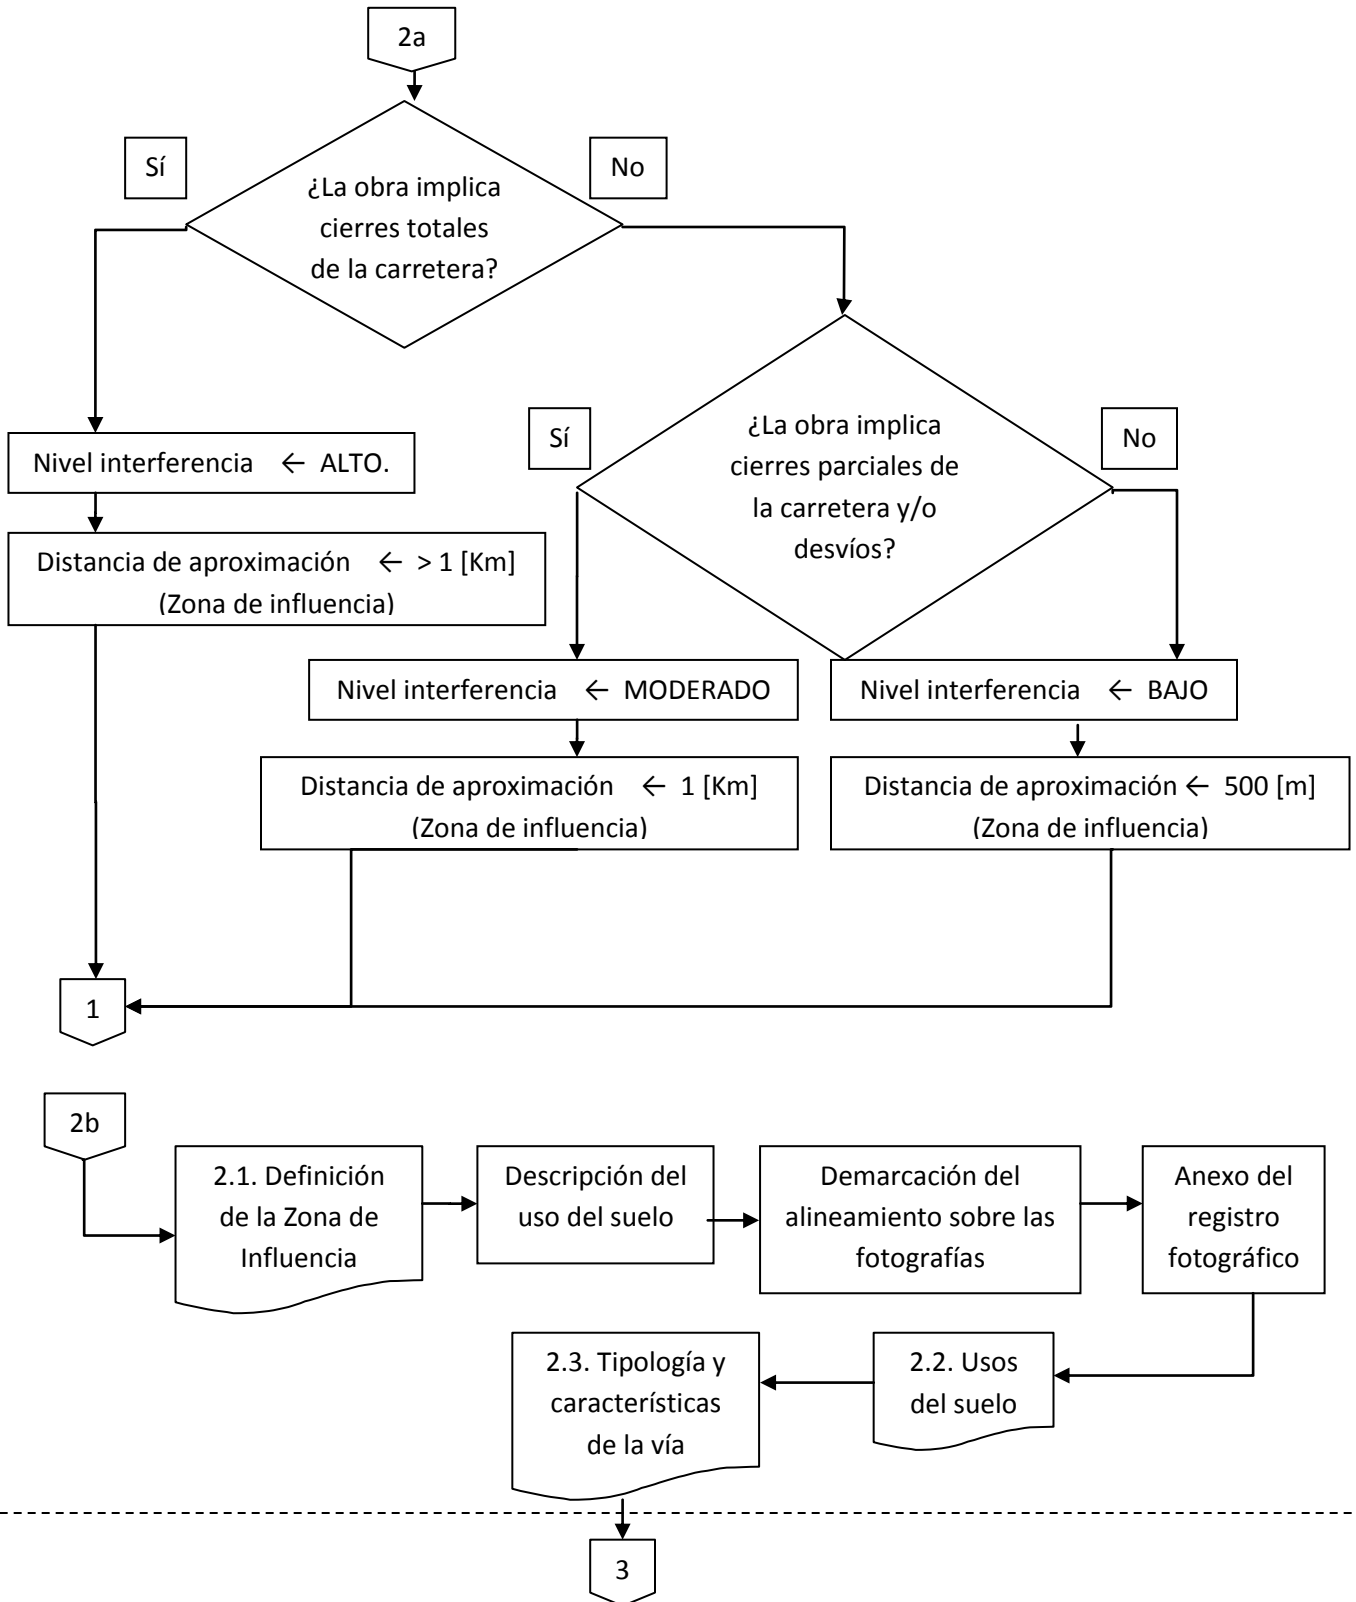 2a
Sí
No
¿La obra implica
cierres totales
de la carretera?
Sí
¿La obra implica
cierres parciales de
la carretera y/o
desvíos?
No
Nivel interferencia ← ALTO.
Distancia de aproximación ← > 1 [Km]
(Zona de influencia)
Nivel interferencia ← MODERADO
Nivel interferencia ← BAJO
Distancia de aproximación ← 1 [Km]
(Zona de influencia)
Distancia de aproximación ← 500 [m]
(Zona de influencia)
1
2b
2.1. Definición
de la Zona de
Influencia
Descripción del
uso del suelo
Demarcación del
alineamiento sobre las
fotografías
Anexo del
registro
fotográfico
2.3. Tipología y
características
de la vía
2.2. Usos
del suelo
3